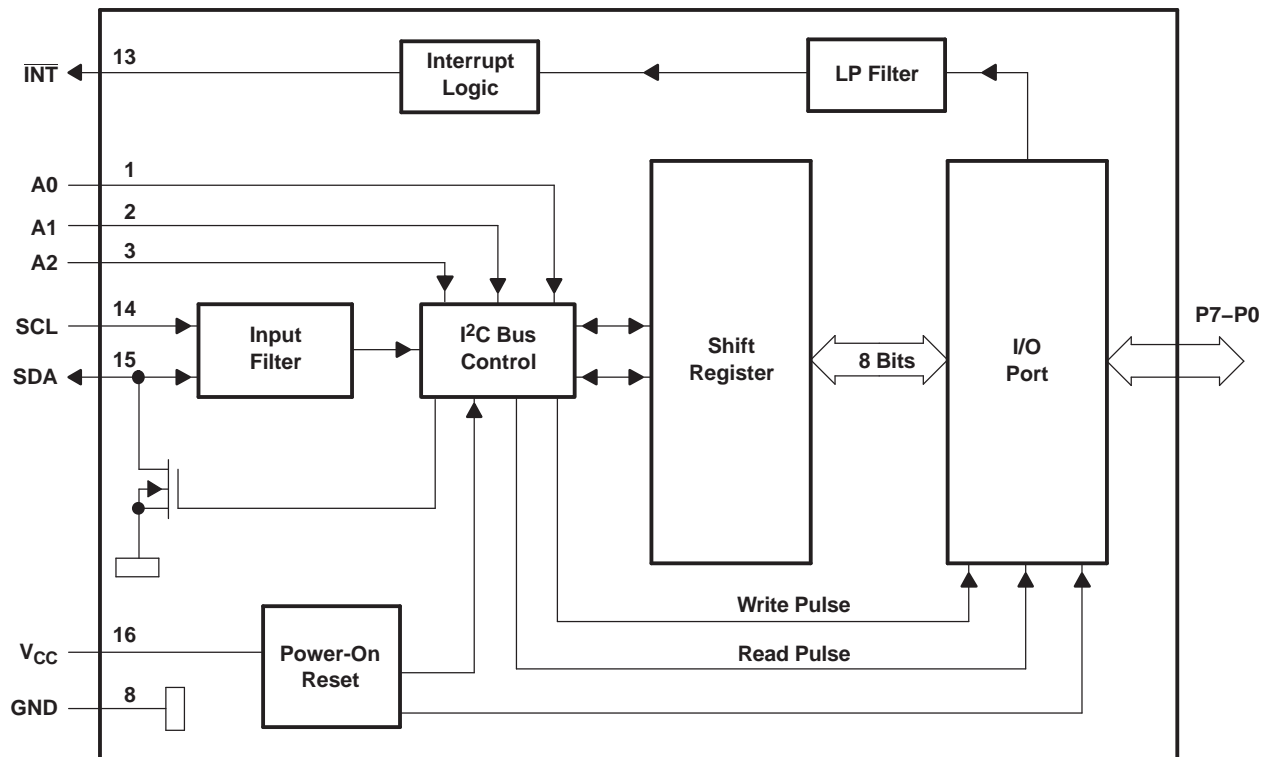 INT
13
Interrupt
Logic
LP Filter
A0
1
A1
2
A2
3
SCL
14
SDA
15
Input
Filter
I²C Bus
Control
Shift
Register
8 Bits
I/O
Port
P7–P0
Write Pulse
Read Pulse
VCC
16
Power-On
Reset
GND
8